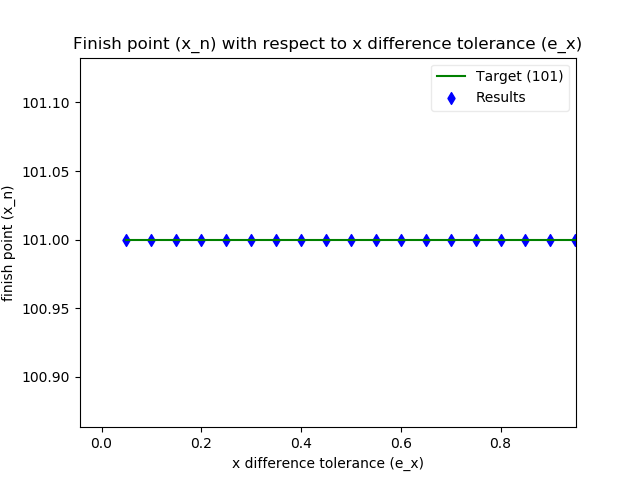 Finish point (x_n) with respect to x difference tolerance (e_x)
Target (101)
Results
101.10
101.05
101.00
100.95
100.90
finish point (x_n)
0.0
0.2
0.4
0.6
0.8
x difference tolerance (e_x)